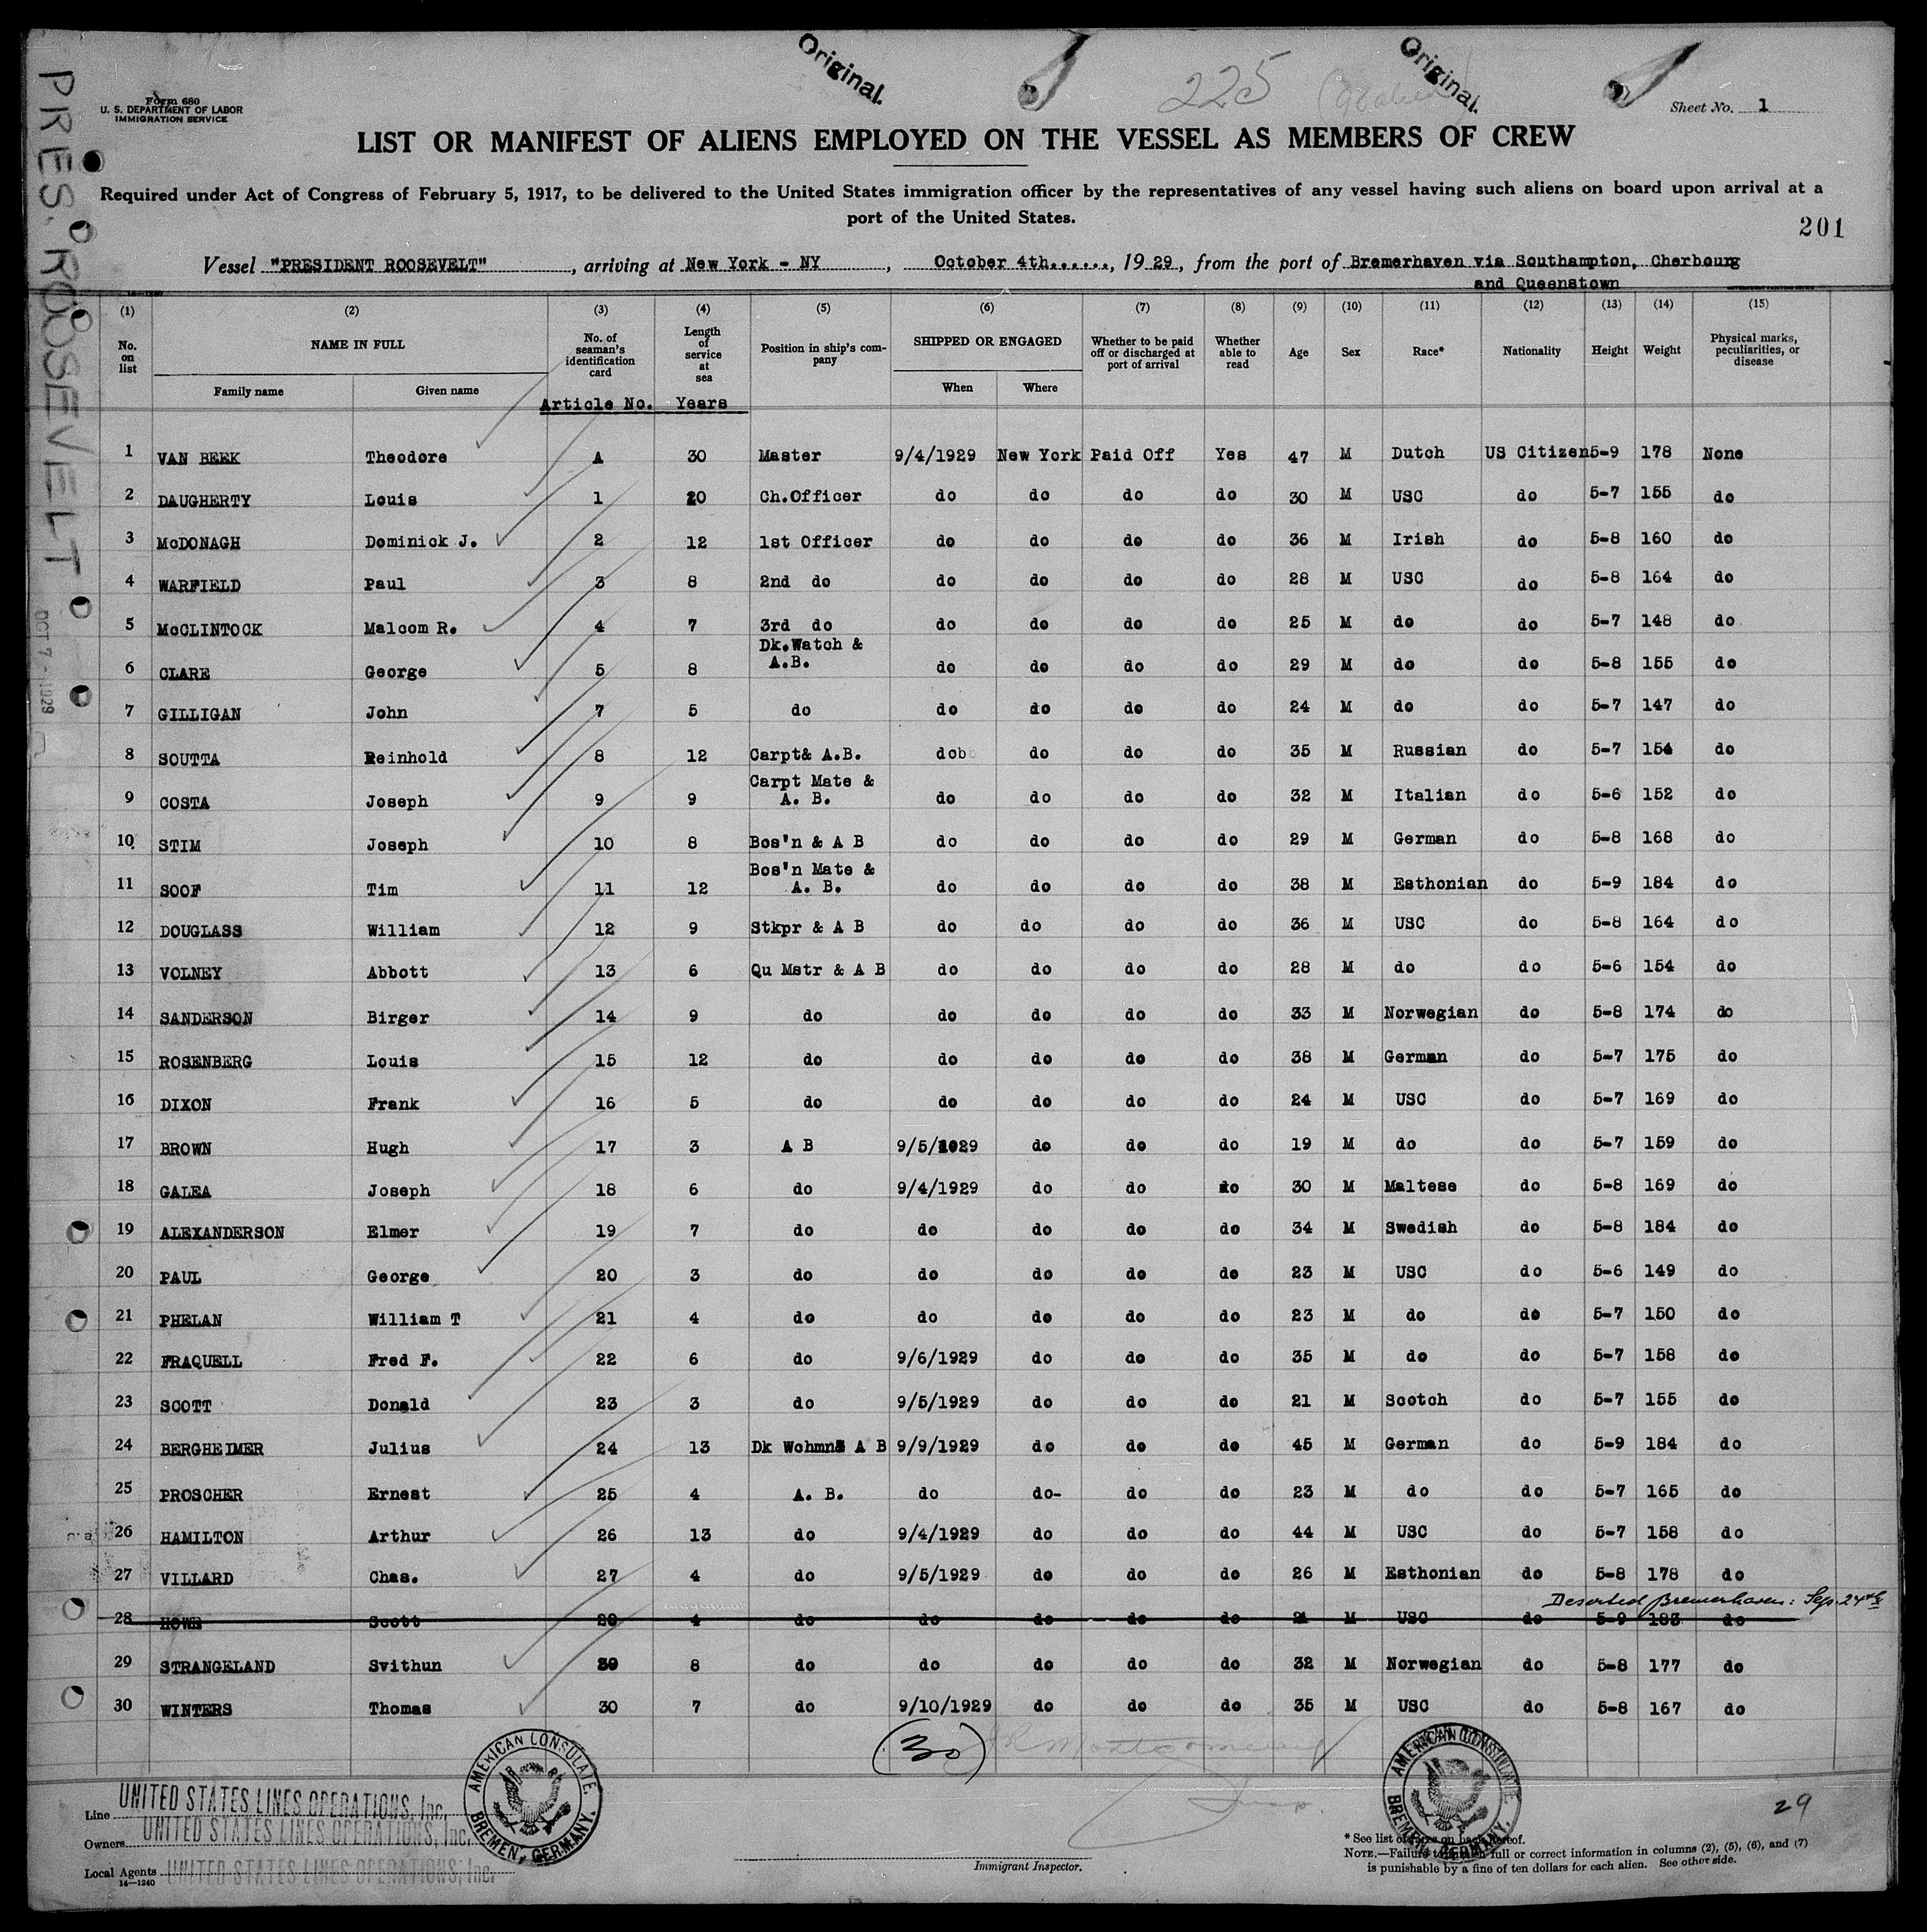 PRES. ROOSEVELT
OCT 7 - 1929
Original.
225
Original.
Form 680
U. S. DEPARTMENT OF LABOR
IMMIGRATION SERVICE
Sheet No. 1
LIST OR MANIFEST OF ALIENS EMPLOYED ON THE VESSEL AS MEMBERS OF CREW
Required under Act of Congress of February 5, 1917, to be delivered to the United States immigration officer by the representatives of any vessel having such aliens on board upon arrival at a
port of the United States.
201
Vessel "PRESIDENT ROOSEVELT", arriving at New York - NY, October 4th......, 1929, from the port of Bremerhaven via Southampton, Cherbourg
and Queenstown
(1) (2) (3) (4) (5) (6) (7) (8) (9) (10) (11) (12) (13) (14) (15)
No. on list NAME IN FULL No. of seaman's identification card Length of service at sea Position in ship's company SHIPPED OR ENGAGED Whether to be paid off or discharged at port of arrival Whether able to read Age Sex Race* Nationality Height Weight Physical marks, peculiarities, or disease
Family name Given name When Where
Article No. Years
1 VAN BEEK Theodore A 30 Master 9/4/1929 New York Paid Off Yes 47 M Dutch US Citizen 5-9 178 None
2 DAUGHERTY Louis 1 20 Ch.Officer do do do do 30 M USC do 5-7 155 do
3 McDONAGH Dominick J. 2 12 1st Officer do do do do 36 M Irish do 5-8 160 do
4 WARFIELD Paul 3 8 2nd do do do do do 28 M USC do 5-8 164 do
5 McCLINTOCK Malcom R. 4 7 3rd do do do do do 25 M do do 5-7 148 do
6 CLARE George 5 8 Dk.Watch & A.B. do do do do 29 M do do 5-8 155 do
7 GILLIGAN John 7 5 do do do do do 24 M do do 5-7 147 do
8 SOUTTA Reinhold 8 12 Carpt& A.B. do do do do 35 M Russian do 5-7 154 do
9 COSTA Joseph 9 9 Carpt Mate & A. B. do do do do 32 M Italian do 5-6 152 do
10 STIM Joseph 10 8 Bos'n & A B do do do do 29 M German do 5-8 168 do
11 SOOF Tim 11 12 Bos'n Mate & A. B. do do do do 38 M Esthonian do 5-9 184 do
12 DOUGLASS William 12 9 Stkpr & A B do do do do 36 M USC do 5-8 164 do
13 VOLNEY Abbott 13 6 Qu Mstr & A B do do do do 28 M do do 5-6 154 do
14 SANDERSON Birger 14 9 do do do do do 33 M Norwegian do 5-8 174 do
15 ROSENBERG Louis 15 12 do do do do do 38 M German do 5-7 175 do
16 DIXON Frank 16 5 do do do do do 24 M USC do 5-7 169 do
17 BROWN Hugh 17 3 A B 9/5/1929 do do do 19 M do do 5-7 159 do
18 GALEA Joseph 18 6 do 9/4/1929 do do do 30 M Maltese do 5-8 169 do
19 ALEXANDERSON Elmer 19 7 do do do do do 34 M Swedish do 5-8 184 do
20 PAUL George 20 3 do do do do do 23 M USC do 5-6 149 do
21 PHELAN William T 21 4 do do do do do 23 M do do 5-7 150 do
22 FRAQUELL Fred F. 22 6 do 9/6/1929 do do do 35 M do do 5-7 158 do
23 SCOTT Donald 23 3 do 9/5/1929 do do do 21 M Scotch do 5-7 155 do
24 BERGHEIMER Julius 24 13 Dk Wchmn& A B 9/9/1929 do do do 45 M German do 5-9 184 do
25 PROSCHER Ernest 25 4 A. B. do do- do do 23 M do do 5-7 165 do
26 HAMILTON Arthur 26 13 do 9/4/1929 do do do 44 M USC do 5-7 158 do
27 VILLARD Chas. 27 4 do 9/5/1929 do do do 26 M Esthonian do 5-8 178 do
Deserted Bremerhaven: Sep. 24th
28 HOWE Scott 4 do do do do do 21 M USC do 5-9 183 do
29 STRANGELAND Svithun 8 do do do do do 32 M Norwegian do 5-8 177 do
30 WINTERS Thomas 30 7 do 9/10/1929 do do do 35 M USC do 5-8 167 do
(30)
Montgomery
Insp.
AMERICAN CONSULATE. BREMEN, GERMANY.
AMERICAN CONSULATE BREMEN, GERMANY.
29
Line UNITED STATES LINES OPERATIONS, Inc.
Owners UNITED STATES LINES OPERATIONS, Inc.
Local Agents UNITED STATES LINES OPERATIONS, Inc.
14—1240
Immigrant Inspector.
* See list of races on back hereof.
NOTE.—Failure to furnish full or correct information in columns (2), (5), (6), and (7)
is punishable by a fine of ten dollars for each alien. See other side.